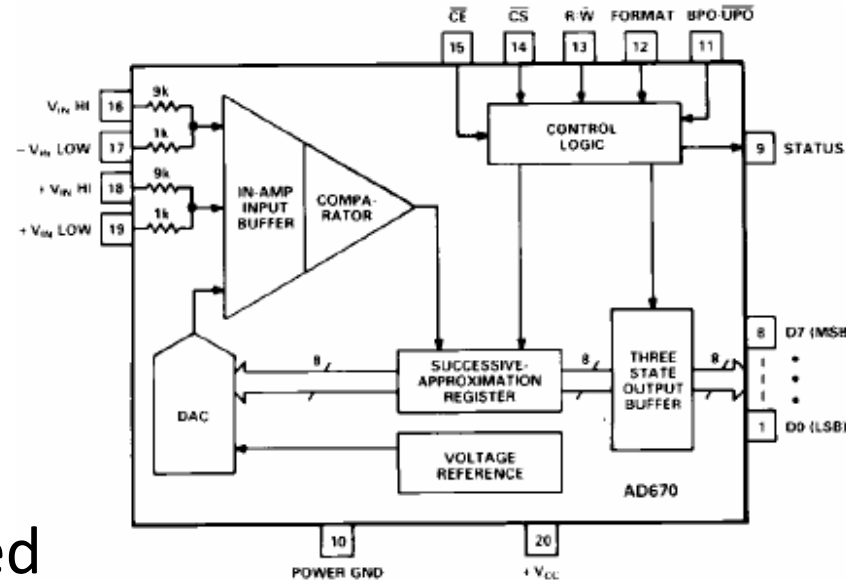 C̅E̅ C̅S̅ R·W̅ FORMAT BPO·U̅P̅O̅
15 14 13 12 11
VIN HI 16 9k
– VIN LOW 17 1k
+ VIN HI 18 9k
+ VIN LOW 19 1k
IN-AMP
INPUT
BUFFER
COMPA-
RATOR
CONTROL
LOGIC
9 STATUS
DAC
8
SUCCESSIVE-
APPROXIMATION
REGISTER
8
THREE
STATE
OUTPUT
BUFFER
8
8 D7 (MSB
1 D0 (LSB)
VOLTAGE
REFERENCE
AD670
10
POWER GND
20
+ VCC
ed